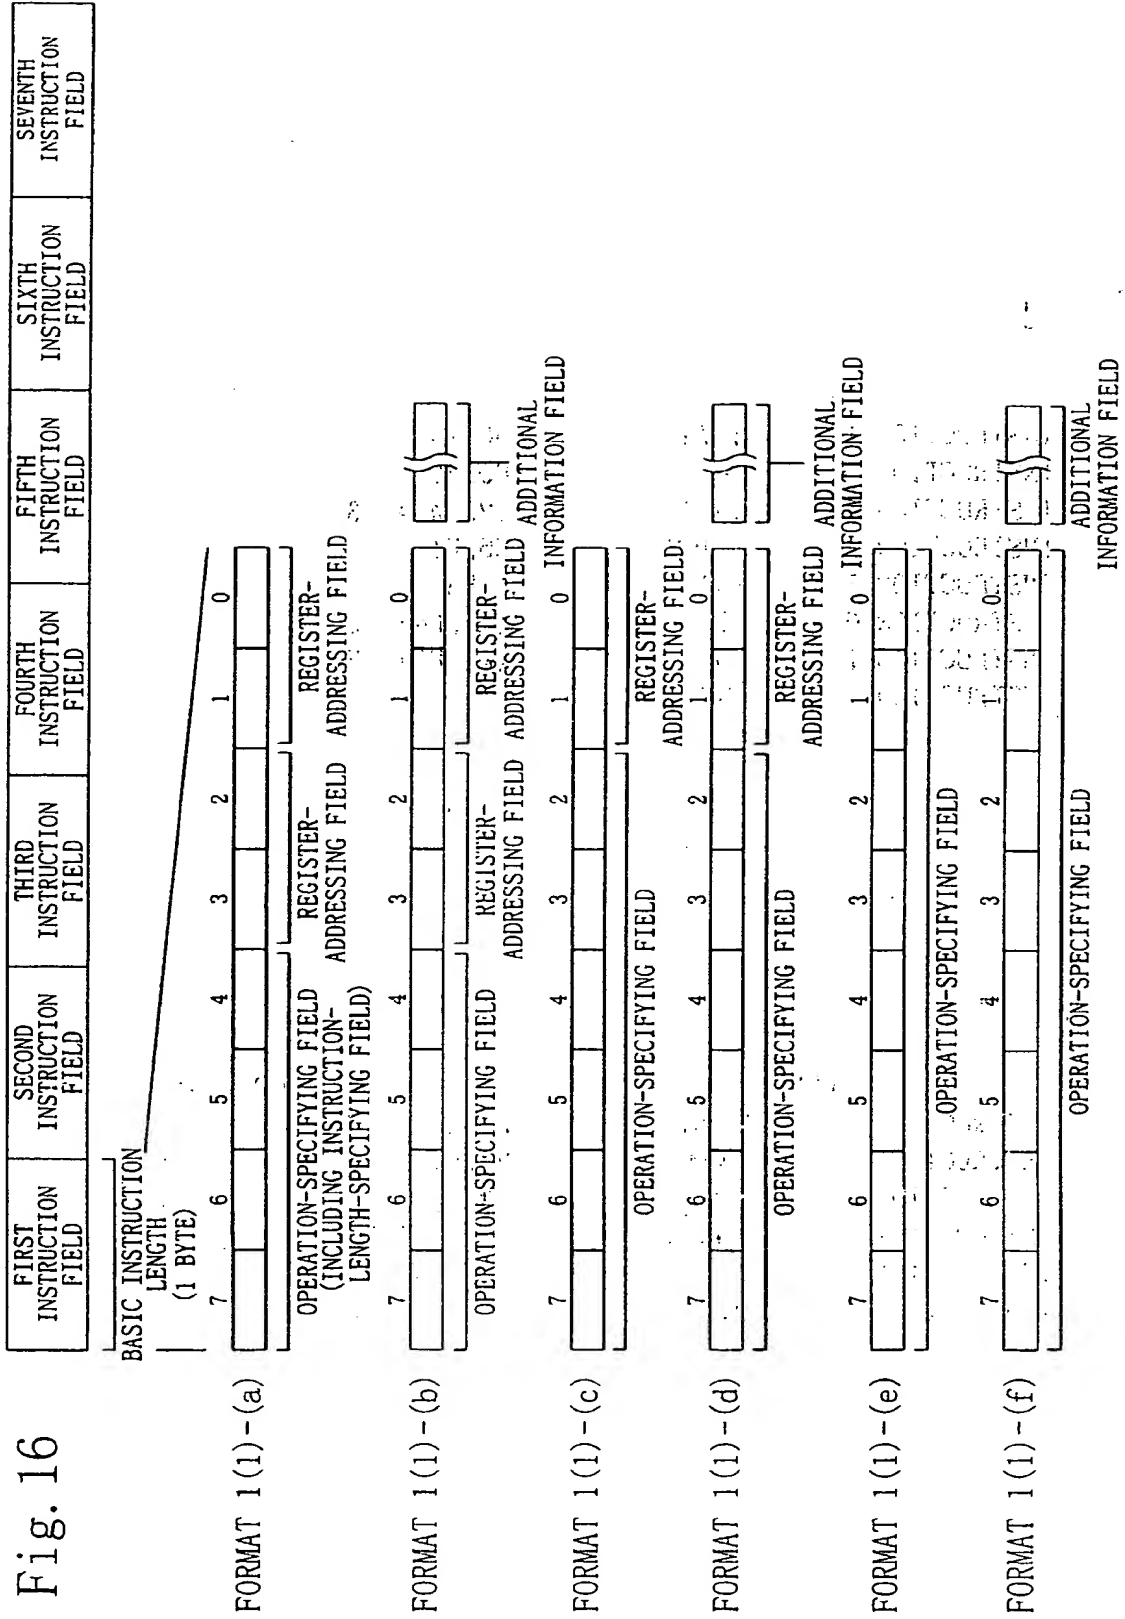 Fig. 16
FIRST
INSTRUCTION
FIELD
SECOND
INSTRUCTION
FIELD
THIRD
INSTRUCTION
FIELD
FOURTH
INSTRUCTION
FIELD
FIFTH
INSTRUCTION
FIELD
SIXTH
INSTRUCTION
FIELD
SEVENTH
INSTRUCTION
FIELD
BASIC INSTRUCTION
LENGTH
(1 BYTE)
FORMAT 1(1)-(a)
7 6 5 4 3 2 1 0
OPERATION-SPECIFYING FIELD
(INCLUDING INSTRUCTION-
LENGTH-SPECIFYING FIELD)
REGISTER-
ADDRESSING FIELD
REGISTER-
ADDRESSING FIELD
FORMAT 1(1)-(b)
7 6 5 4 3 2 1 0
OPERATION-SPECIFYING FIELD
REGISTER-
ADDRESSING FIELD
REGISTER-
ADDRESSING FIELD
ADDITIONAL
INFORMATION FIELD
FORMAT 1(1)-(c)
7 6 5 4 3 2 1 0
OPERATION-SPECIFYING FIELD
REGISTER-
ADDRESSING FIELD
FORMAT 1(1)-(d)
7 6 5 4 3 2 1 0
OPERATION-SPECIFYING FIELD
REGISTER-
ADDRESSING FIELD
ADDITIONAL
INFORMATION FIELD
FORMAT 1(1)-(e)
7 6 5 4 3 2 1 0
OPERATION-SPECIFYING FIELD
FORMAT 1(1)-(f)
7 6 5 4 3 2 1 0
OPERATION-SPECIFYING FIELD
ADDITIONAL
INFORMATION FIELD